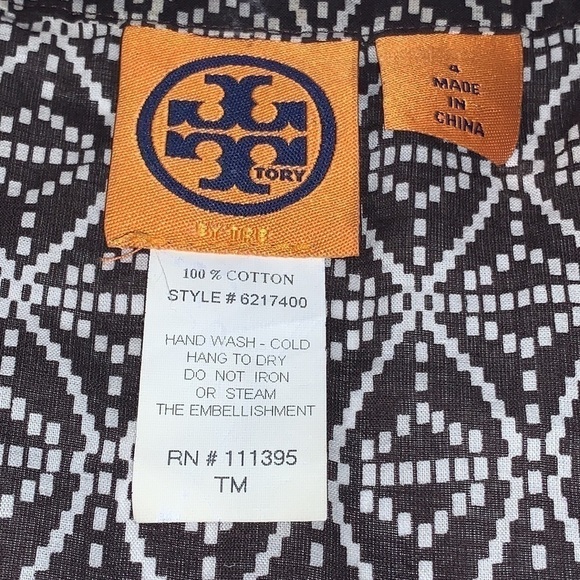 TORY
BY TRB
4
MADE
IN
CHINA
100 % COTTON
STYLE # 6217400
HAND WASH - COLD
HANG TO DRY
DO NOT IRON
OR STEAM
THE EMBELLISHMENT
RN # 111395
TM